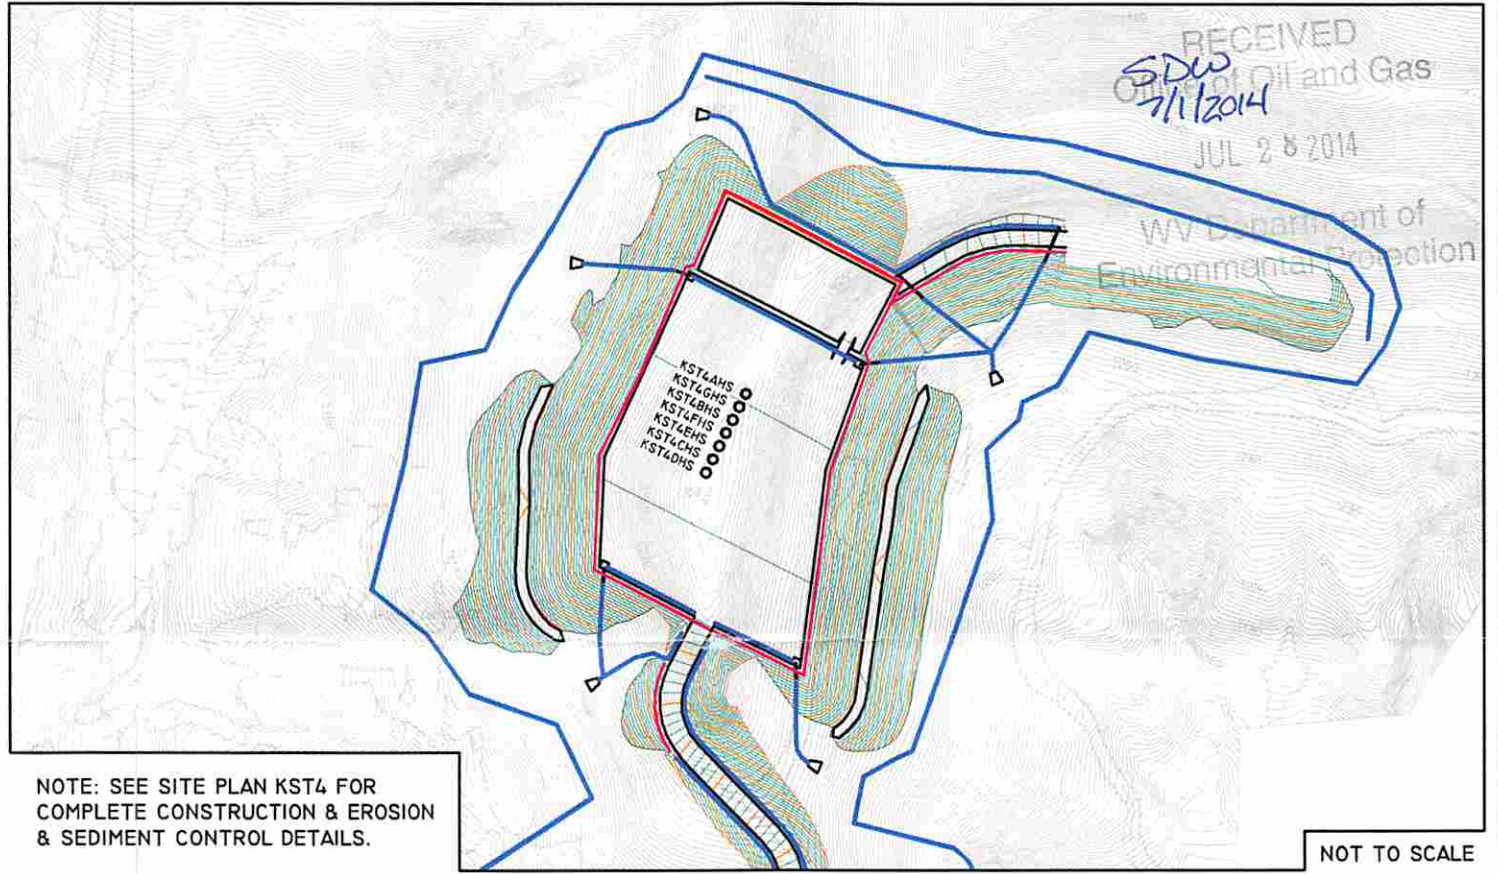 RECEIVED
Office of Oil and Gas
SDW
7/1/2014
JUL 28 2014
WV Department of
Environmental Protection
KST4AHS
KST4GHS
KST4BHS
KST4FHS
KST4EHS
KST4CHS
KST4DHS
NOTE: SEE SITE PLAN KST4 FOR
COMPLETE CONSTRUCTION & EROSION
& SEDIMENT CONTROL DETAILS.
NOT TO SCALE